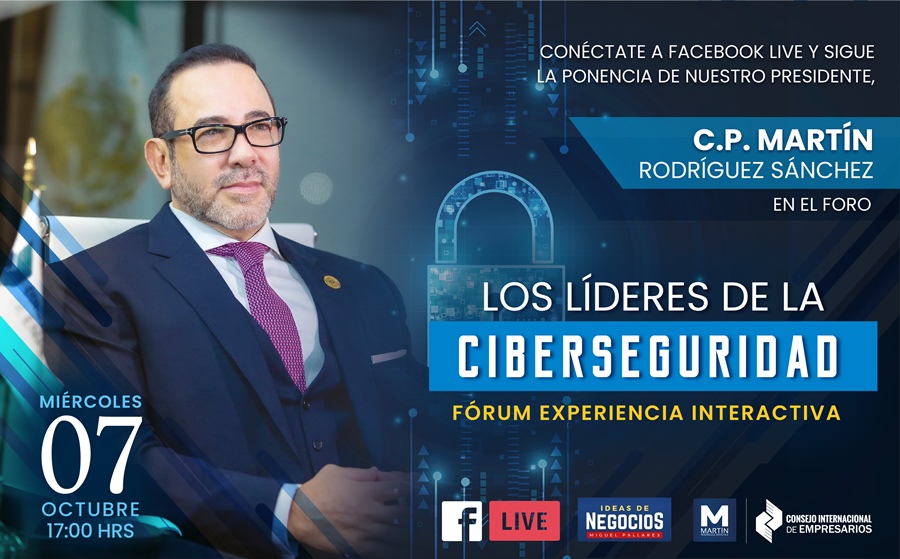 CONÉCTATE A FACEBOOK LIVE Y SIGUE
LA PONENCIA DE NUESTRO PRESIDENTE,
C.P. MARTÍN
RODRÍGUEZ SÁNCHEZ
EN EL FORO
LOS LÍDERES DE LA
CIBERSEGURIDAD
FÓRUM EXPERIENCIA INTERACTIVA
MIÉRCOLES
07
OCTUBRE
17:00 HRS
f LIVE
IDEAS DE
NEGOCIOS
MIGUEL PALLARES
M
MARTIN
CONSEJO INTERNACIONAL
DE EMPRESARIOS